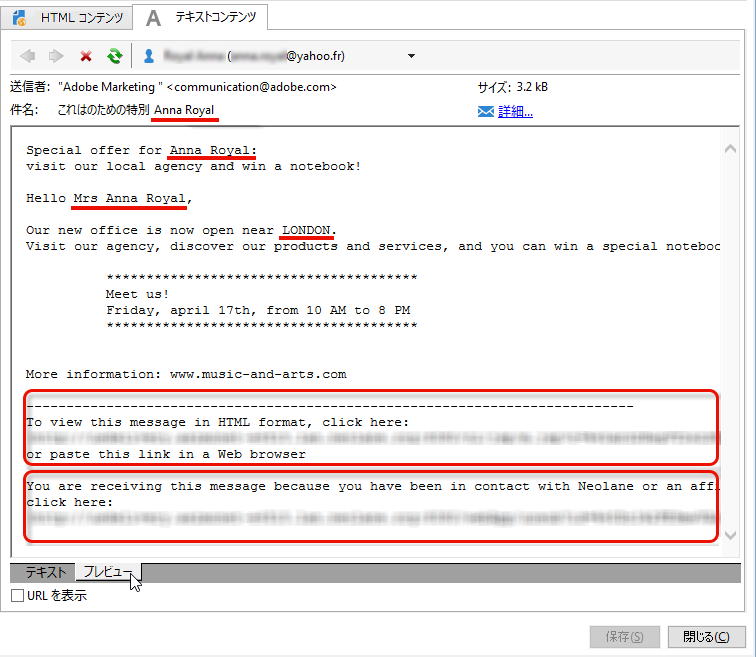 HTML コンテンツ
A テキストコンテンツ
@yahoo.fr)
送信者: "Adobe Marketing " <communication@adobe.com>
サイズ: 3.2 kB
件名: これはのための特別 Anna Royal
詳細...
Special offer for Anna Royal:
visit our local agency and win a notebook!
Hello Mrs Anna Royal,
Our new office is now open near LONDON.
Visit our agency, discover our products and services, and you can win a special noteboc
***************************************
Meet us!
Friday, april 17th, from 10 AM to 8 PM
***************************************
More information: www.music-and-arts.com
----------------------------------------------------------------------------
To view this message in HTML format, click here:
or paste this link in a Web browser
You are receiving this message because you have been in contact with Neolane or an affi
click here:
テキスト
プレビュー
URL を表示
保存(S)
閉じる(C)